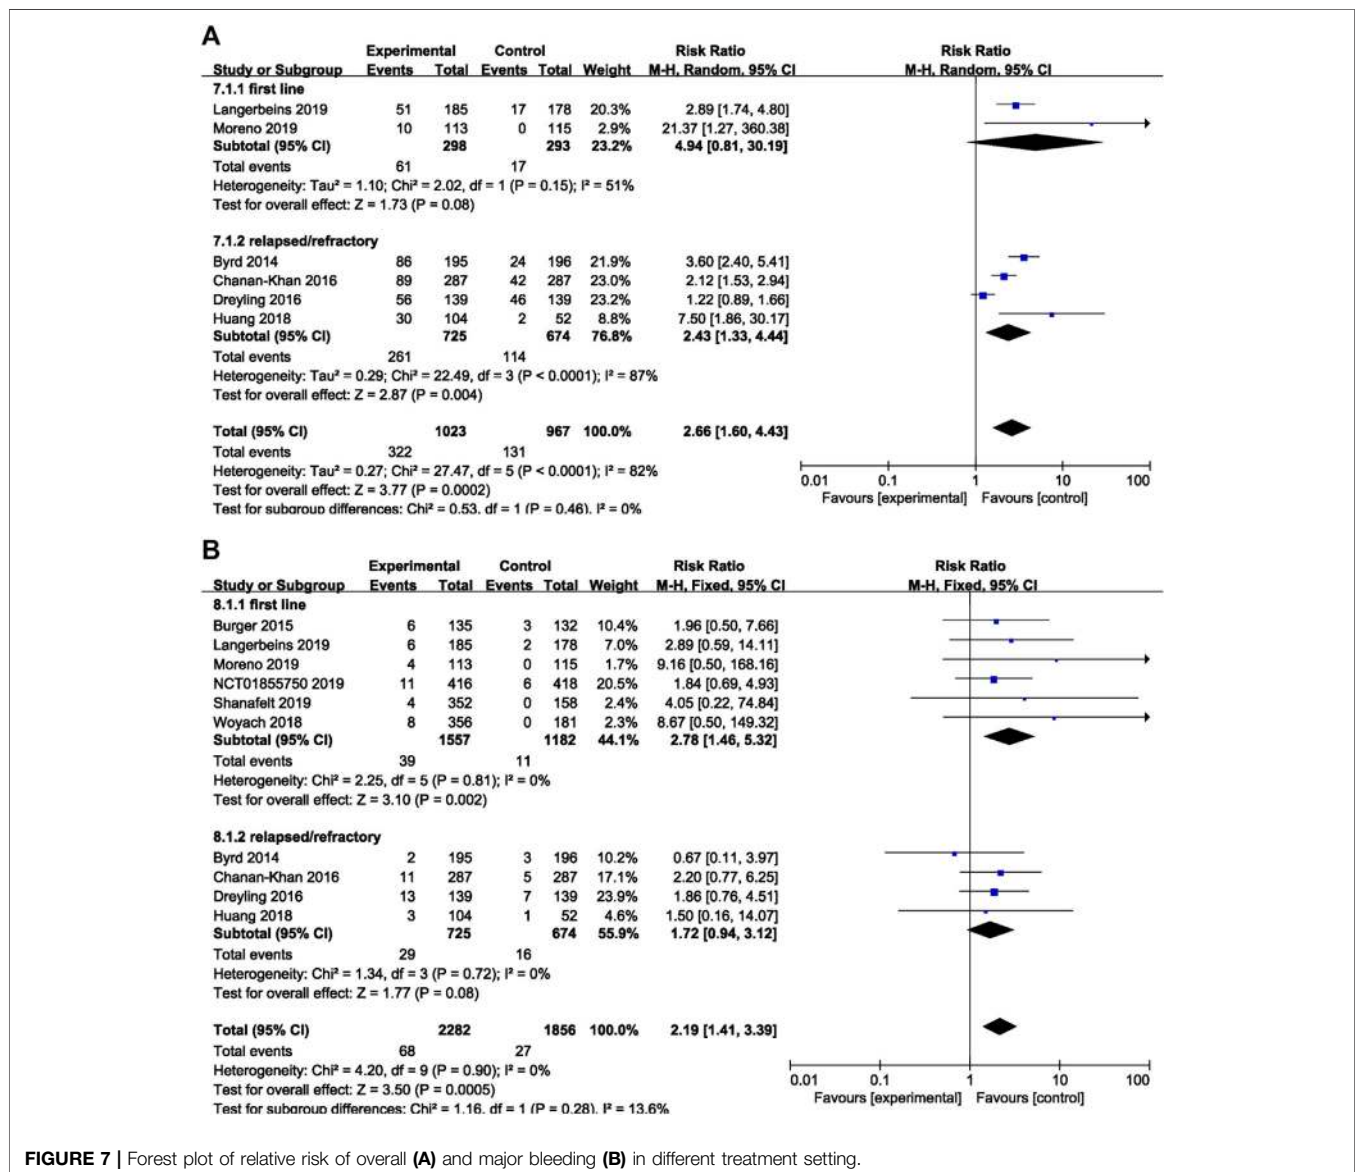 A
Experimental Control Risk Ratio Risk Ratio
Study or Subgroup Events Total Events Total Weight M-H, Random, 95% CI M-H, Random, 95% CI
7.1.1 first line
Langerbeins 2019 51 185 17 178 20.3% 2.89 [1.74, 4.80]
Moreno 2019 10 113 0 115 2.9% 21.37 [1.27, 360.38]
Subtotal (95% CI) 298 293 23.2% 4.94 [0.81, 30.19]
Total events 61 17
Heterogeneity: Tau² = 1.10; Chi² = 2.02, df = 1 (P = 0.15); I² = 51%
Test for overall effect: Z = 1.73 (P = 0.08)
7.1.2 relapsed/refractory
Byrd 2014 86 195 24 196 21.9% 3.60 [2.40, 5.41]
Chanan-Khan 2016 89 287 42 287 23.0% 2.12 [1.53, 2.94]
Dreyling 2016 56 139 46 139 23.2% 1.22 [0.89, 1.66]
Huang 2018 30 104 2 52 8.8% 7.50 [1.86, 30.17]
Subtotal (95% CI) 725 674 76.8% 2.43 [1.33, 4.44]
Total events 261 114
Heterogeneity: Tau² = 0.29; Chi² = 22.49, df = 3 (P < 0.0001); I² = 87%
Test for overall effect: Z = 2.87 (P = 0.004)
Total (95% CI) 1023 967 100.0% 2.66 [1.60, 4.43]
Total events 322 131
Heterogeneity: Tau² = 0.27; Chi² = 27.47, df = 5 (P < 0.0001); I² = 82%
Test for overall effect: Z = 3.77 (P = 0.0002)
Test for subgroup differences: Chi² = 0.53, df = 1 (P = 0.46), I² = 0%
0.01 0.1 1 10 100
Favours [experimental] Favours [control]
B
Experimental Control Risk Ratio Risk Ratio
Study or Subgroup Events Total Events Total Weight M-H, Fixed, 95% CI M-H, Fixed, 95% CI
8.1.1 first line
Burger 2015 6 135 3 132 10.4% 1.96 [0.50, 7.66]
Langerbeins 2019 6 185 2 178 7.0% 2.89 [0.59, 14.11]
Moreno 2019 4 113 0 115 1.7% 9.16 [0.50, 168.16]
NCT01855750 2019 11 416 6 418 20.5% 1.84 [0.69, 4.93]
Shanafelt 2019 4 352 0 158 2.4% 4.05 [0.22, 74.84]
Woyach 2018 8 356 0 181 2.3% 8.67 [0.50, 149.32]
Subtotal (95% CI) 1557 1182 44.1% 2.78 [1.46, 5.32]
Total events 39 11
Heterogeneity: Chi² = 2.25, df = 5 (P = 0.81); I² = 0%
Test for overall effect: Z = 3.10 (P = 0.002)
8.1.2 relapsed/refractory
Byrd 2014 2 195 3 196 10.2% 0.67 [0.11, 3.97]
Chanan-Khan 2016 11 287 5 287 17.1% 2.20 [0.77, 6.25]
Dreyling 2016 13 139 7 139 23.9% 1.86 [0.76, 4.51]
Huang 2018 3 104 1 52 4.6% 1.50 [0.16, 14.07]
Subtotal (95% CI) 725 674 55.9% 1.72 [0.94, 3.12]
Total events 29 16
Heterogeneity: Chi² = 1.34, df = 3 (P = 0.72); I² = 0%
Test for overall effect: Z = 1.77 (P = 0.08)
Total (95% CI) 2282 1856 100.0% 2.19 [1.41, 3.39]
Total events 68 27
Heterogeneity: Chi² = 4.20, df = 9 (P = 0.90); I² = 0%
Test for overall effect: Z = 3.50 (P = 0.0005)
Test for subgroup differences: Chi² = 1.16, df = 1 (P = 0.28), I² = 13.6%
0.01 0.1 1 10 100
Favours [experimental] Favours [control]
FIGURE 7 | Forest plot of relative risk of overall (A) and major bleeding (B) in different treatment setting.